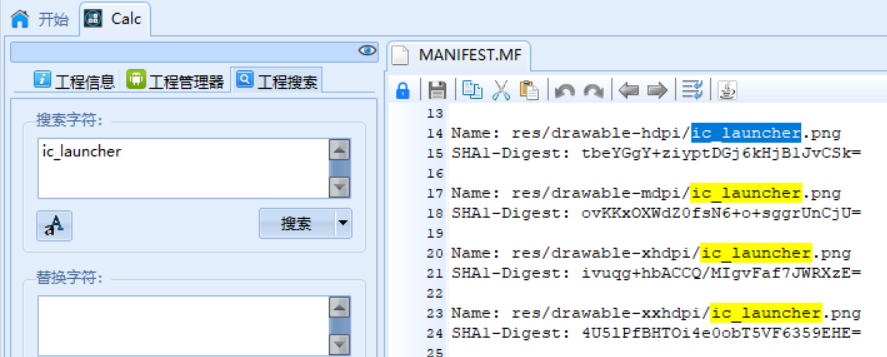 开始 Calc
工程信息 工程管理器 工程搜索
搜索字符:
ic_launcher
aA
搜索
替换字符:
MANIFEST.MF
13
14 Name: res/drawable-hdpi/ic_launcher.png
15 SHA1-Digest: tbeYGgY+ziyptDGj6kHjBlJvCSk=
16
17 Name: res/drawable-mdpi/ic_launcher.png
18 SHA1-Digest: ovKKxOXWdZ0fsN6+o+sggrUnCjU=
19
20 Name: res/drawable-xhdpi/ic_launcher.png
21 SHA1-Digest: ivuqg+hbACCQ/MIgvFaf7JWRXzE=
22
23 Name: res/drawable-xxhdpi/ic_launcher.png
24 SHA1-Digest: 4U5lPfBHTOi4e0obT5VF6359EHE=
25